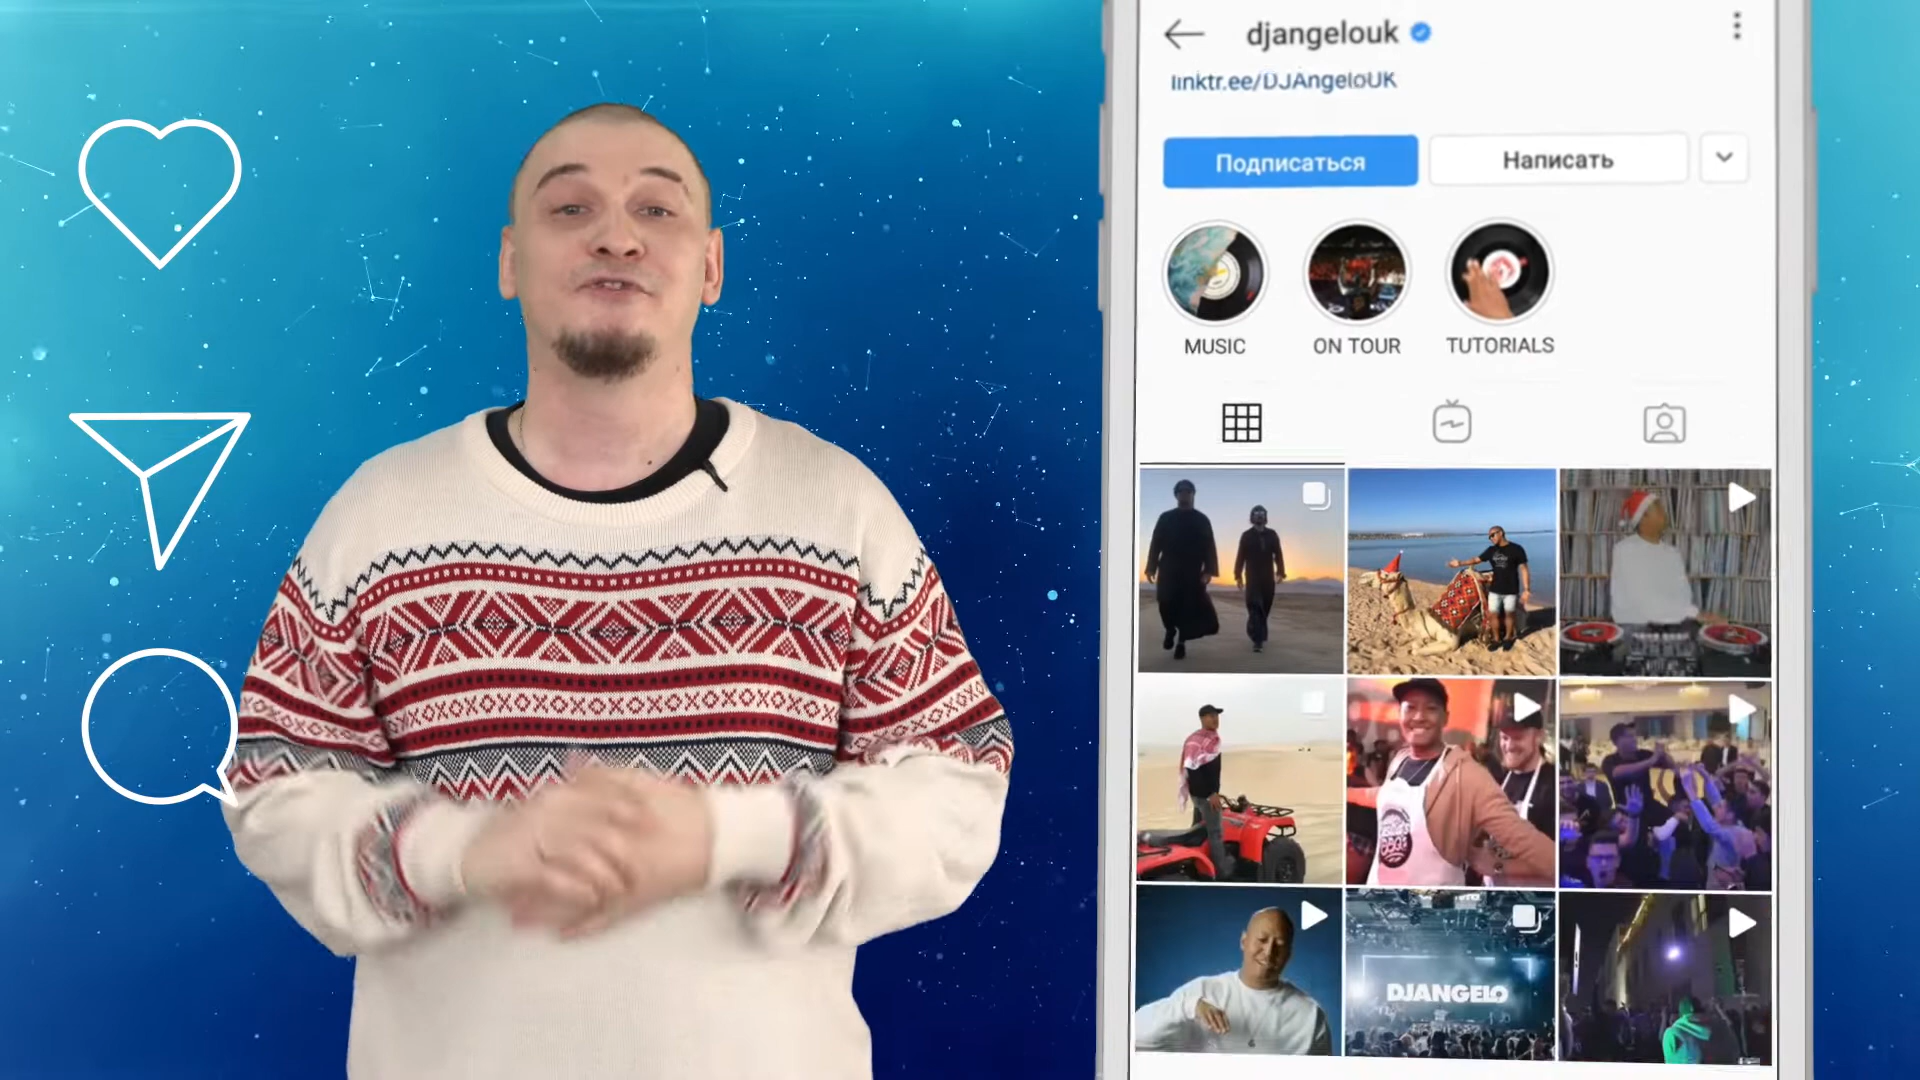 djangelouk
linktr.ee/DJAngeloUK
Подписаться
Написать
MUSIC
ON TOUR
TUTORIALS
DJANGELO